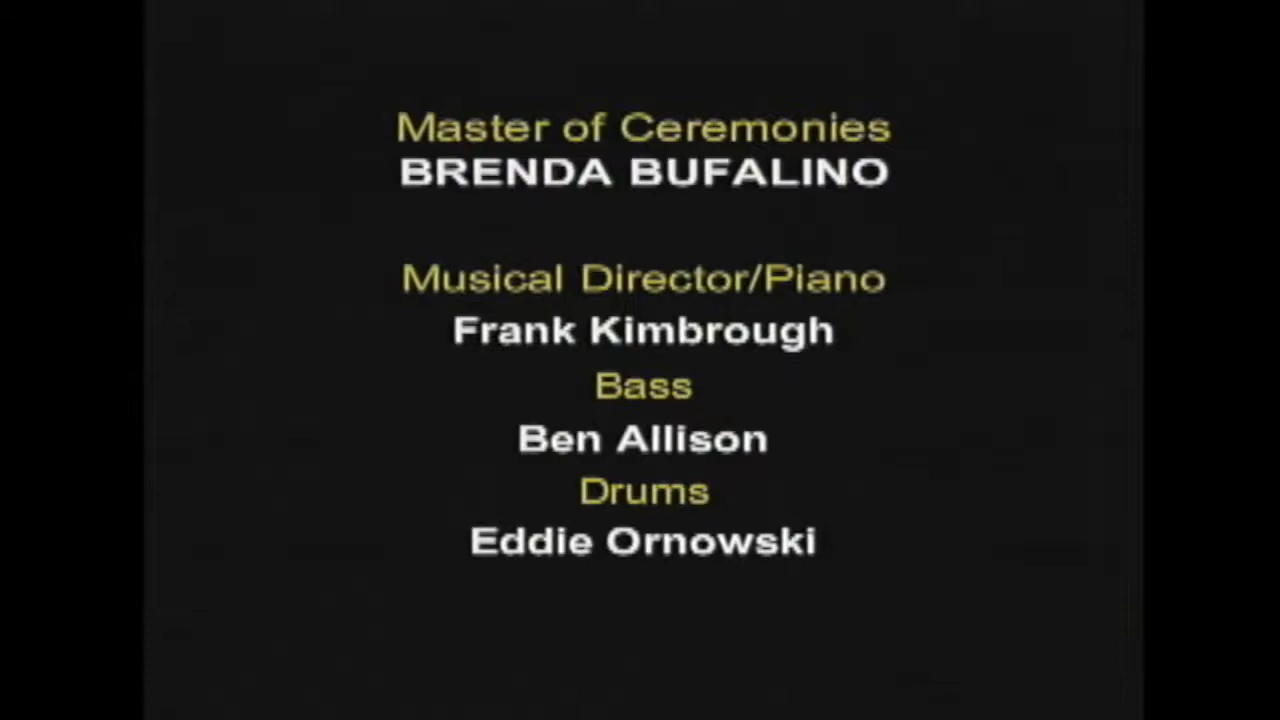 Master of Ceremonies
BRENDA BUFALINO
Musical Director/Piano
Frank Kimbrough
Bass
Ben Allison
Drums
Eddie Ornowski